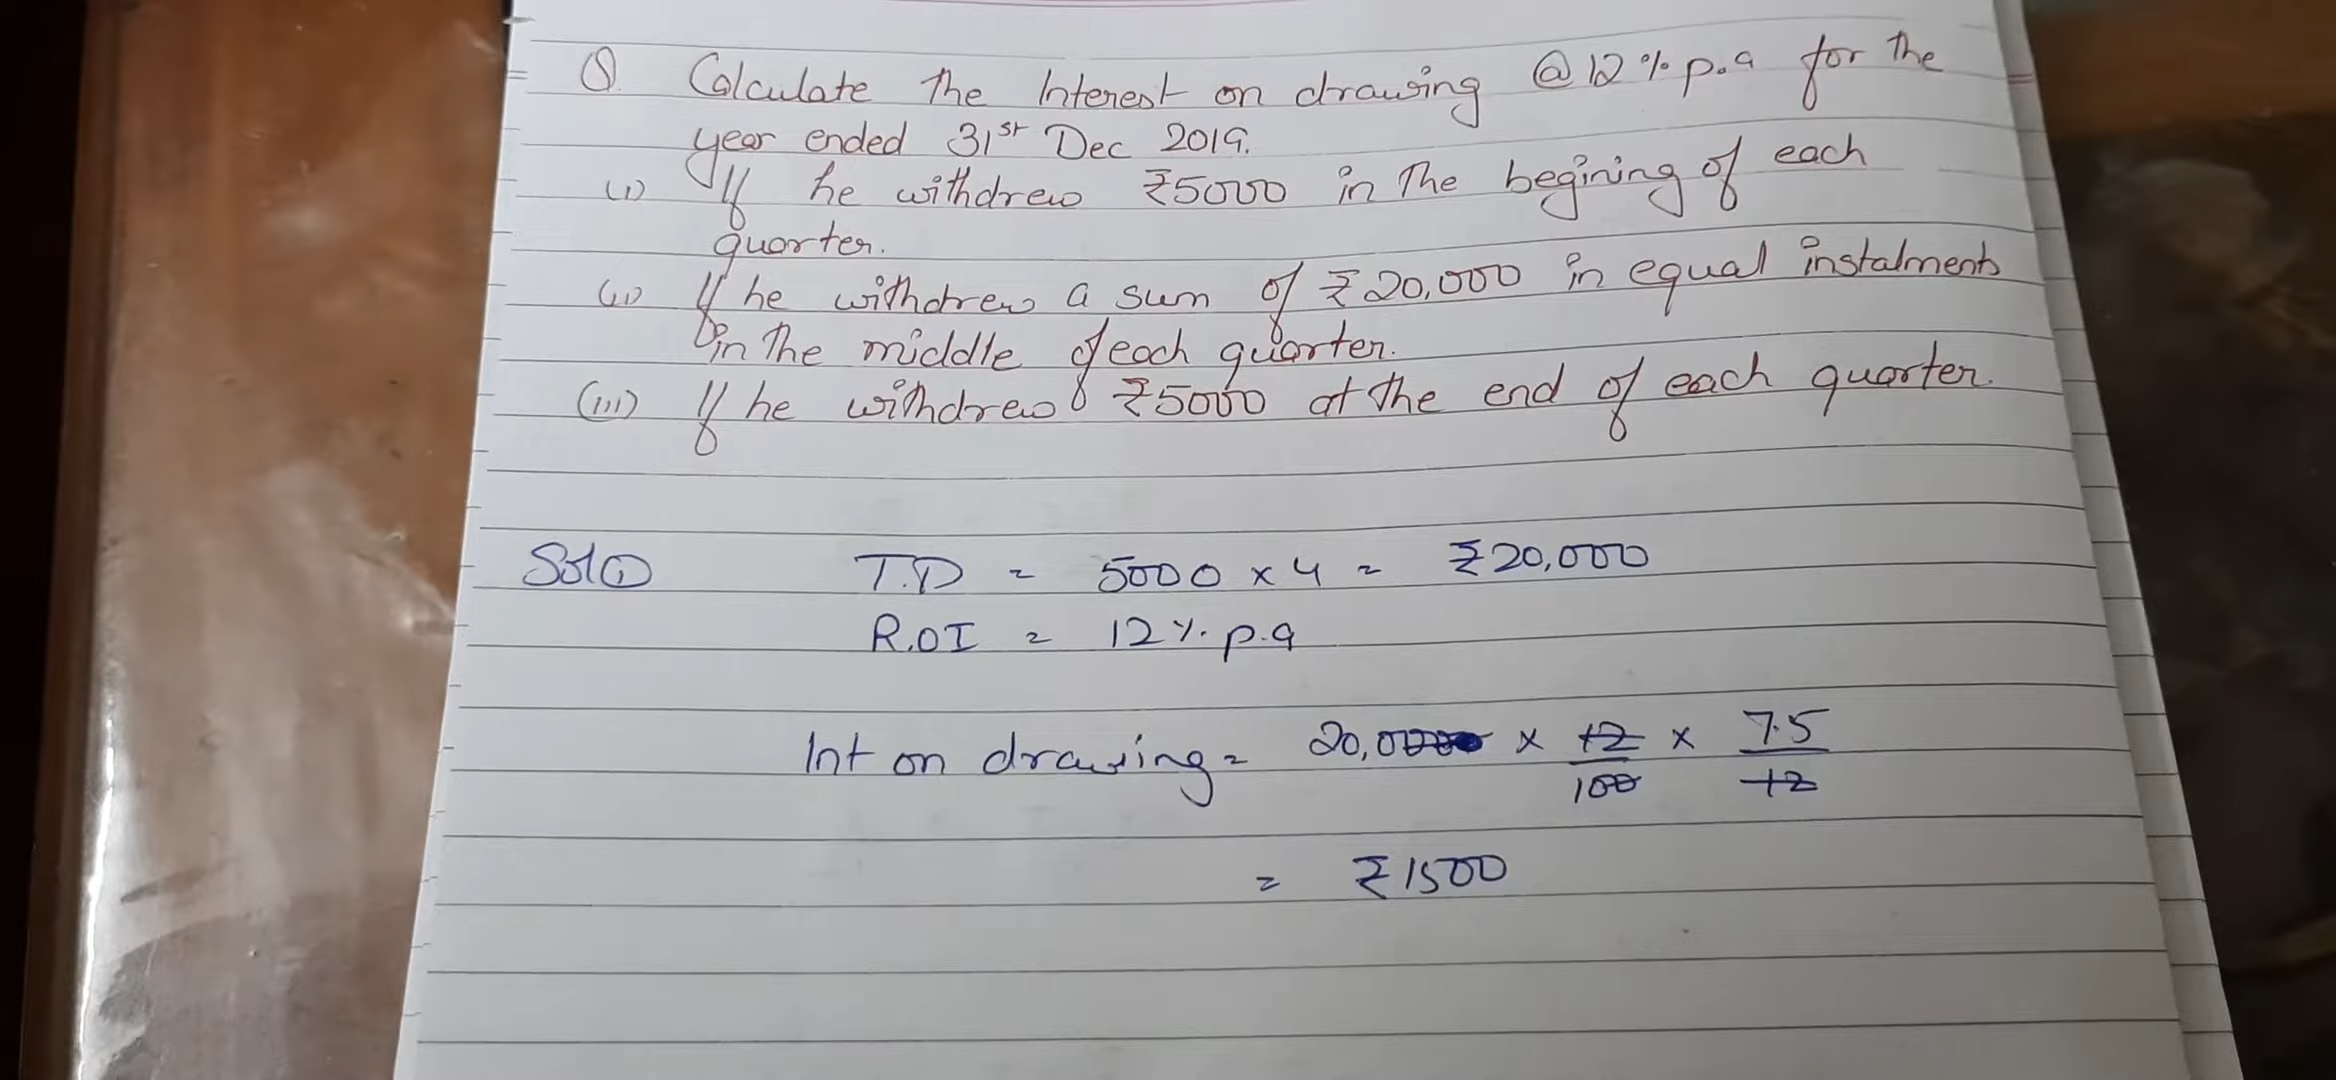 Q. Calculate the Interest on drawing @ 12 % p.a for the
year ended 31st Dec 2019.
(i) If he withdrew ₹5000 in the begining of each
quarter.
(ii) If he withdrew a sum of ₹20,000 in equal instalments
in the middle of each quarter.
(iii) If he withdrew ₹5000 at the end of each quarter.
Sol ① T.D = 5000 x 4 = ₹20,000
R.OI = 12 %. p.a
Int on drawing = 20,000 x 12/100 x 7.5/12
= ₹1500